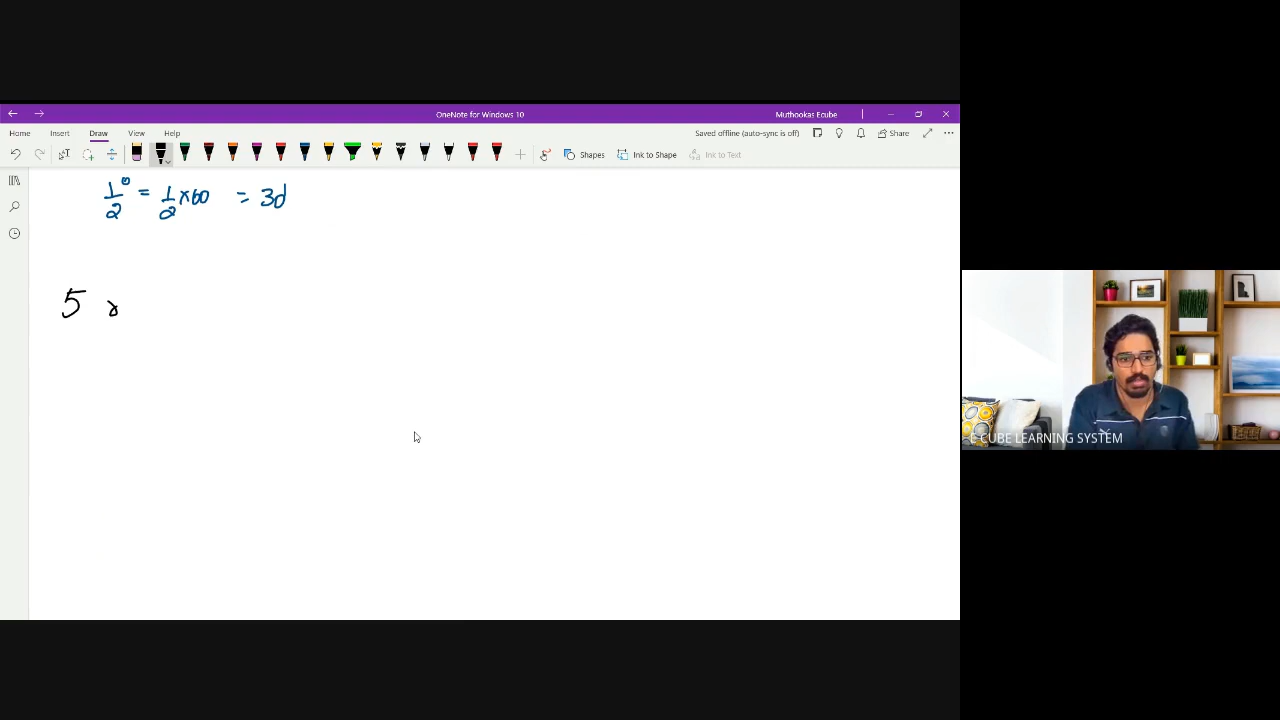 OneNote for Windows 10
Muthookas Ecube
Home Insert Draw View Help
Saved offline (auto-sync is off)
Share
Shapes
Ink to Shape
Ink to Text
1/2° = 1/2 × 60 = 30'
5 ×
E CUBE LEARNING SYSTEM